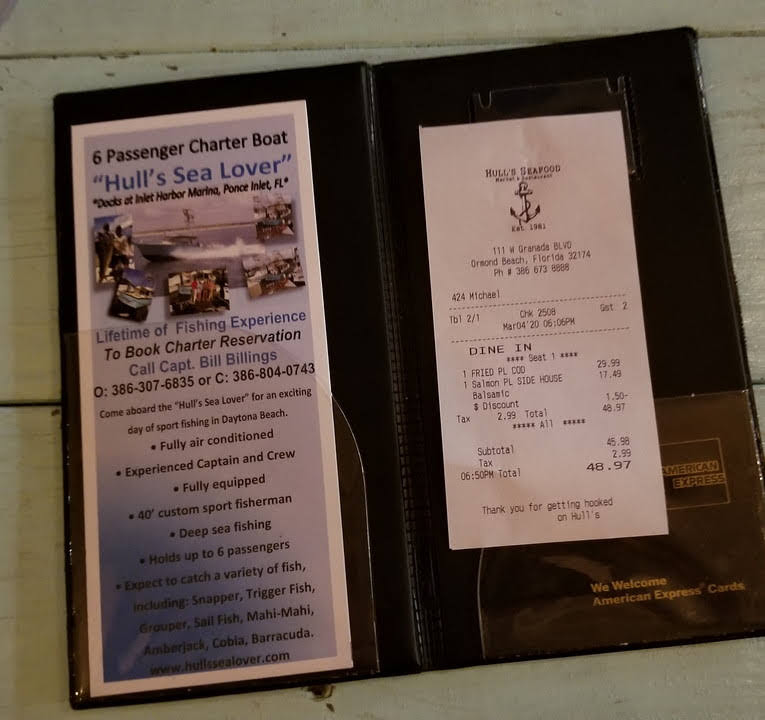 6 Passenger Charter Boat
"Hull's Sea Lover"
*Docks at Inlet Harbor Marina, Ponce Inlet, FL*
Lifetime of Fishing Experience
To Book Charter Reservation
Call Capt. Bill Billings
O: 386-307-6835 or C: 386-804-0743
Come aboard the "Hull's Sea Lover" for an exciting
day of sport fishing in Daytona Beach.
• Fully air conditioned
• Experienced Captain and Crew
• Fully equipped
• 40' custom sport fisherman
• Deep sea fishing
• Holds up to 6 passengers
• Expect to catch a variety of fish,
including: Snapper, Trigger Fish,
Grouper, Sail Fish, Mahi-Mahi,
Amberjack, Cobia, Barracuda.
www.hullssealover.com
HULL'S SEAFOOD
Market & Restaurant
Est. 1981
111 W Granada BLVD
Ormond Beach, Florida 32174
Ph # 386 673 8888
424 Michael
Tbl 2/1 Chk 2508 Gst 2
Mar04'20 06:06PM
DINE IN
**** Seat 1 ****
1 FRIED PL COD 29.99
1 Salmon PL SIDE HOUSE 17.49
Balsamic
$ Discount 1.50-
Tax 2.99 Total 48.97
***** All *****
Subtotal 45.98
Tax 2.99
06:50PM Total 48.97
Thank you for getting hooked
on Hull's
AMERICAN
EXPRESS
We Welcome
American Express® Cards